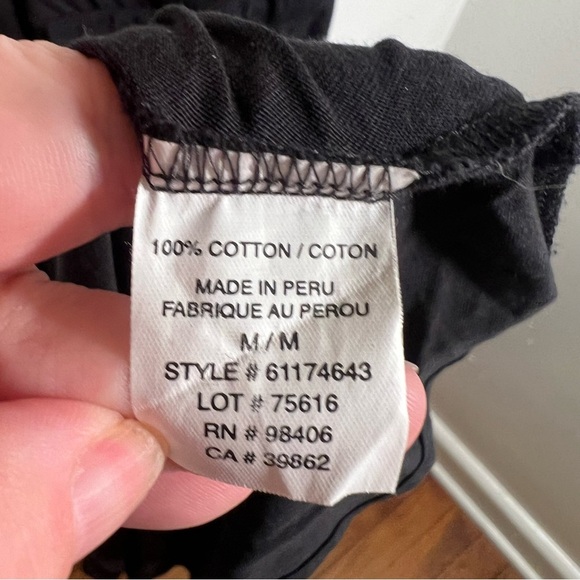 100% COTTON / COTON
MADE IN PERU
FABRIQUE AU PEROU
M / M
STYLE # 61174643
LOT # 75616
RN # 98406
CA # 39862